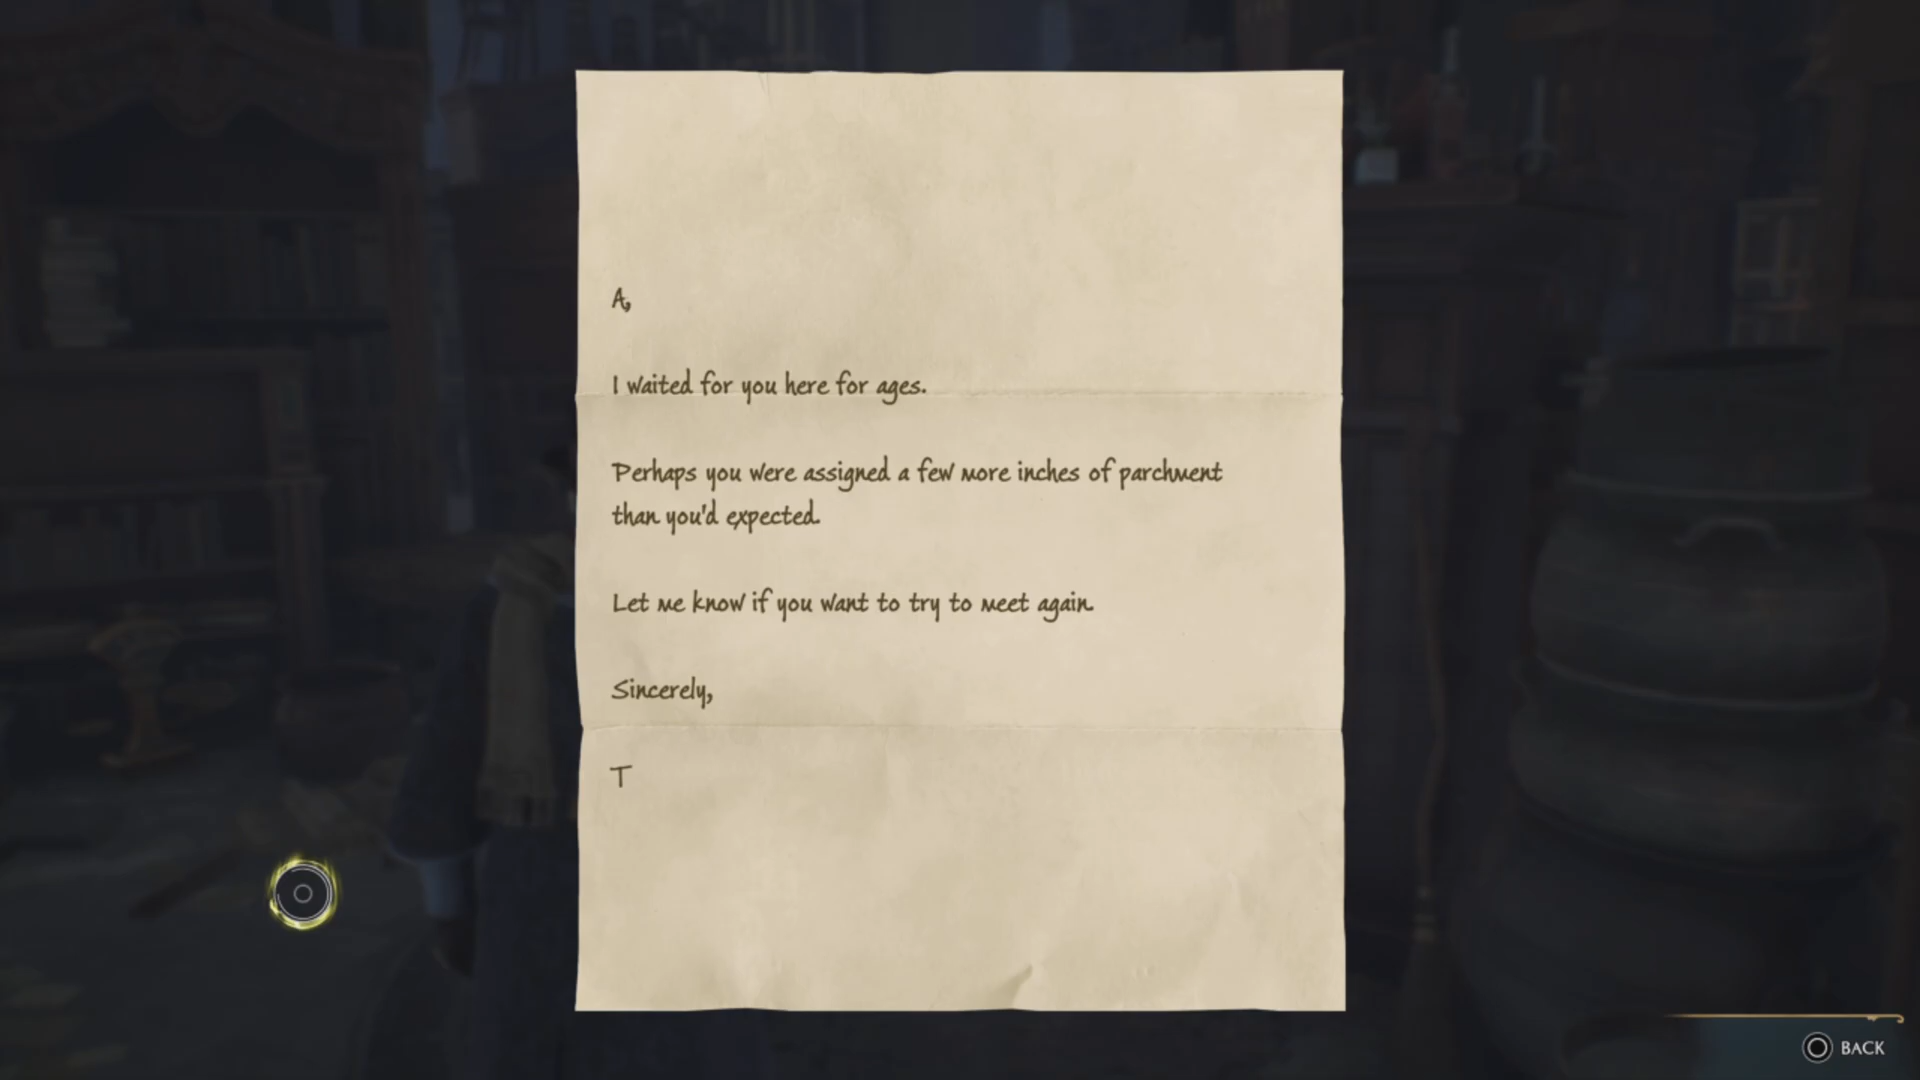 A,
I waited for you here for ages.
Perhaps you were assigned a few more inches of parchment
than you'd expected.
Let me know if you want to try to meet again.
Sincerely,
T
BACK